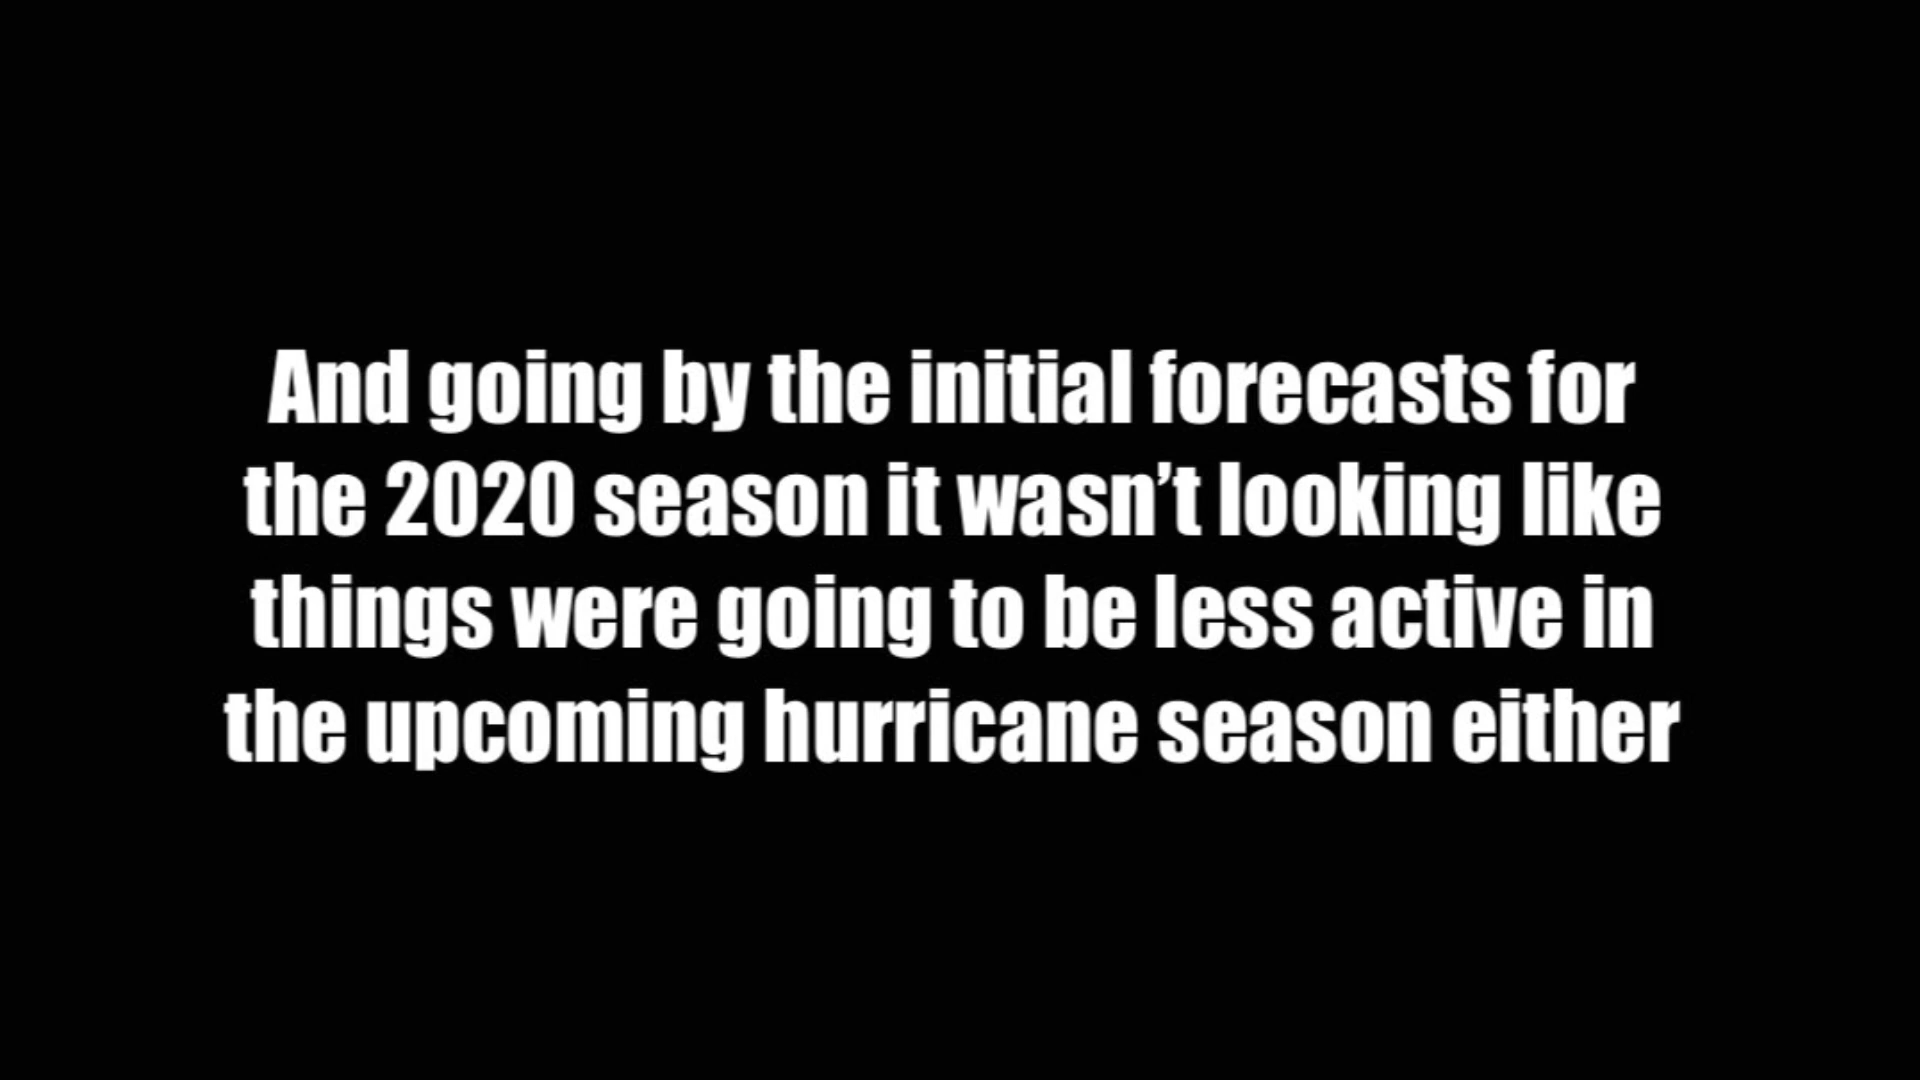 And going by the initial forecasts for
the 2020 season it wasn’t looking like
things were going to be less active in
the upcoming hurricane season either